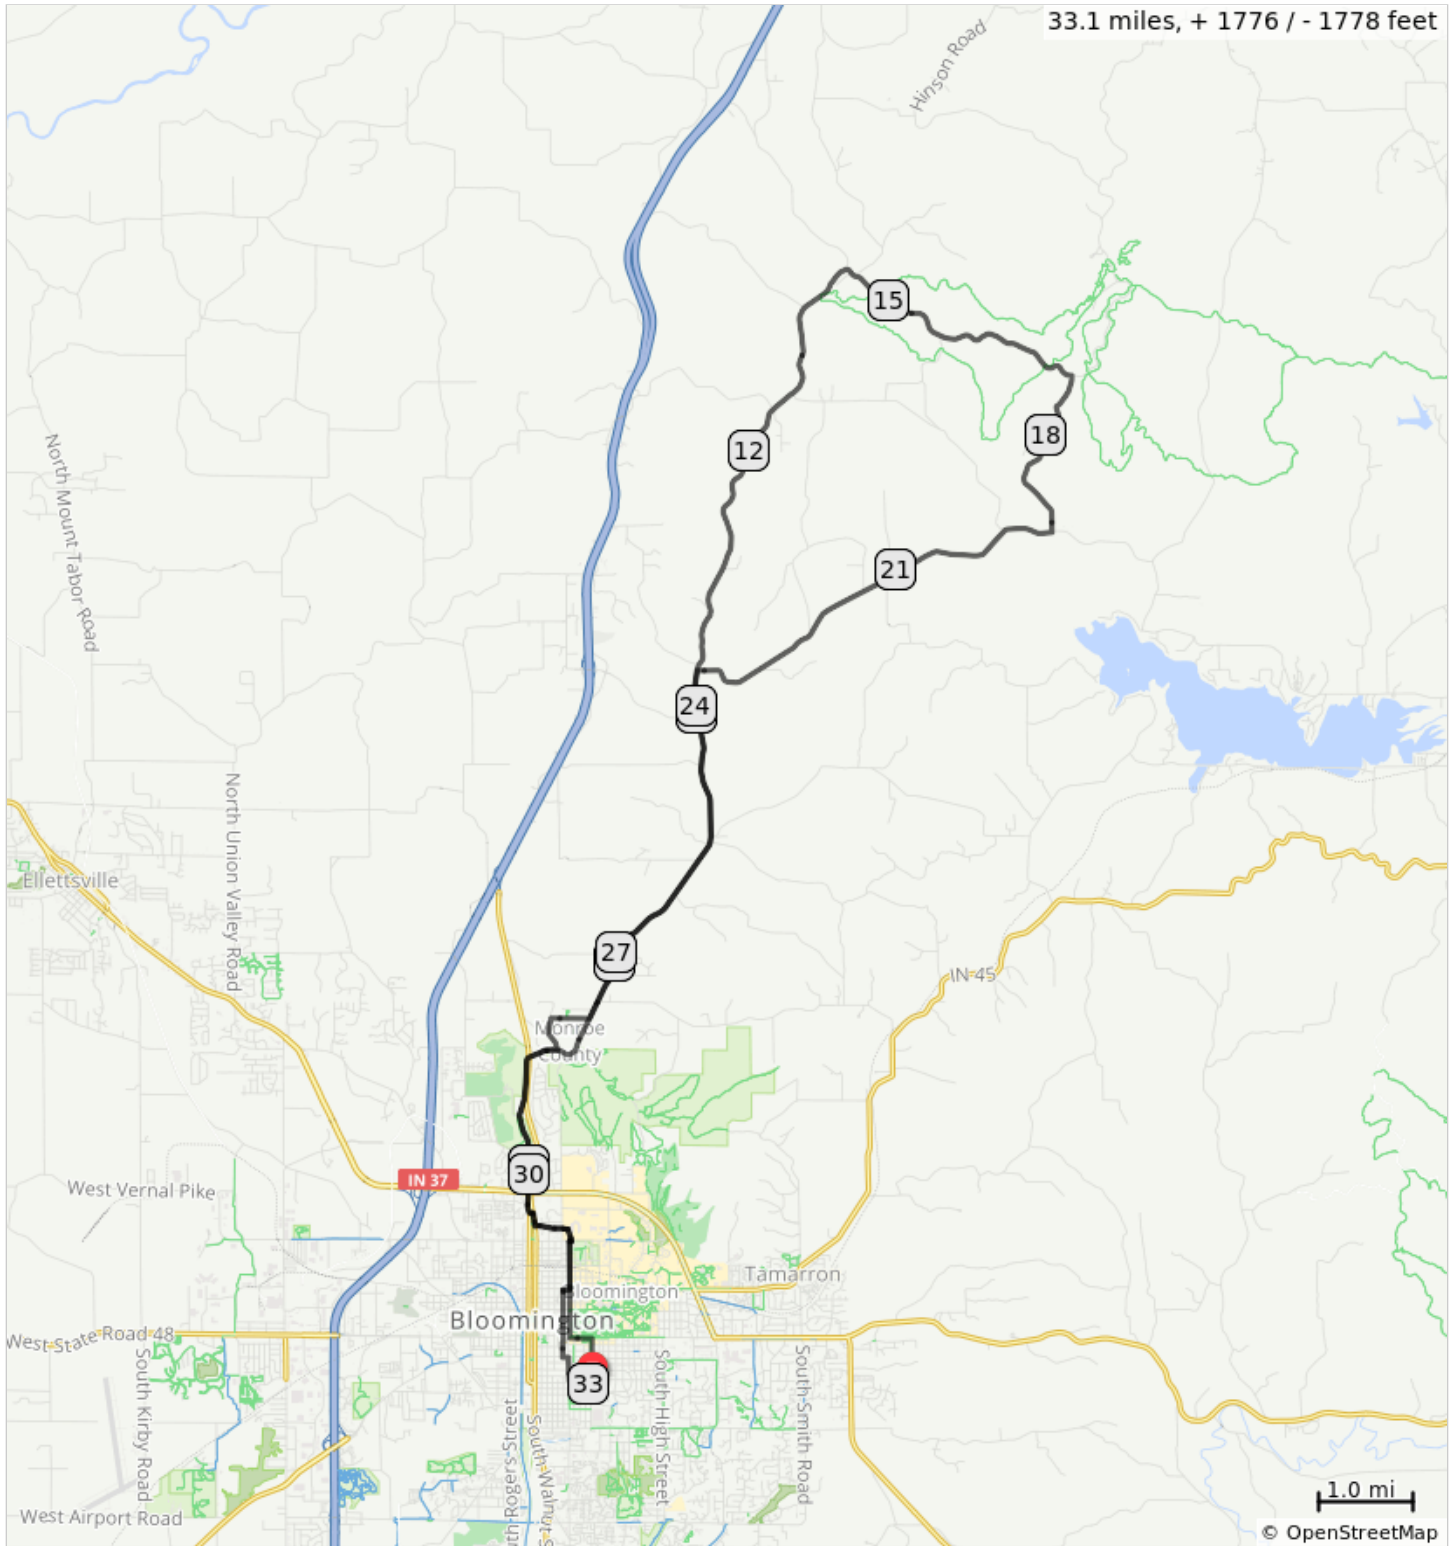 33.1 miles, + 1776 / - 1778 feet
Hinson Road
15
12
18
North Mount Tabor Road
21
24
North Union Valley Road
Ellettsville
27
IN 45
Monroe
County
30
IN 37
West Vernal Pike
Tamarron
Bloomington
Bloomington
West State Road 48
33
South Kirby Road
South High Street
South Smith Road
South Walnut S
th Rogers Street
1.0 mi
West Airport Road
© OpenStreetMap